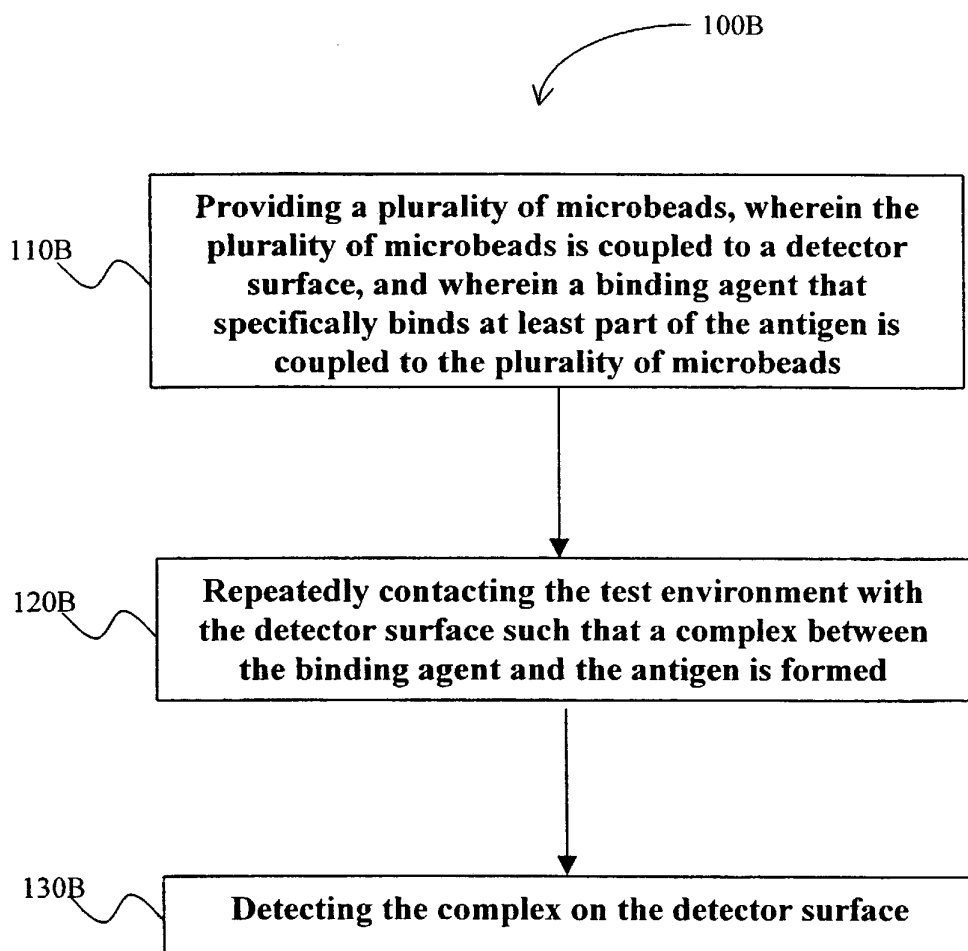 100B
Providing a plurality of microbeads, wherein the
plurality of microbeads is coupled to a detector
surface, and wherein a binding agent that
specifically binds at least part of the antigen is
coupled to the plurality of microbeads
110B
Repeatedly contacting the test environment with
the detector surface such that a complex between
the binding agent and the antigen is formed
120B
Detecting the complex on the detector surface
130B